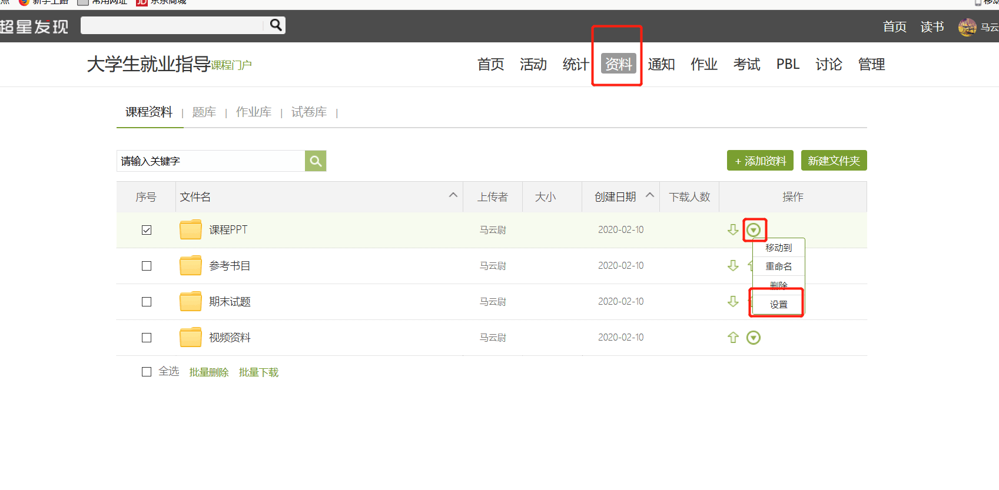 点 新手上路 常用网址 JD 京东商城 移动
超星发现 首页 读书 马云
大学生就业指导课程门户 首页 活动 统计 资料 通知 作业 考试 PBL 讨论 管理
课程资料 | 题库 | 作业库 | 试卷库 |
请输入关键字 + 添加资料 新建文件夹
序号 文件名 上传者 大小 创建日期 下载人数 操作
课程PPT 马云尉 2020-02-10
移动到
参考书目 马云尉 2020-02-10 重命名
删除
期末试题 马云尉 2020-02-10 设置
视频资料 马云尉 2020-02-10
全选 批量删除 批量下载